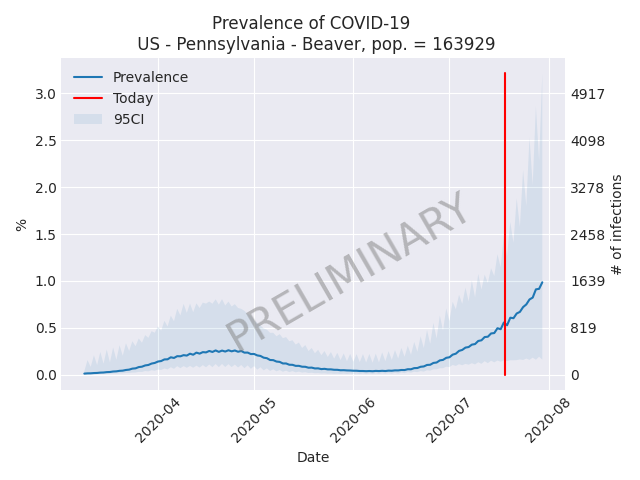 Prevalence of COVID-19
US - Pennsylvania - Beaver, pop. = 163929
Prevalence
Today
95CI
3.0
2.5
2.0
1.5
1.0
0.5
0.0
%
4917
4098
3278
2458
1639
819
0
# of infections
PRELIMINARY
2020-04
2020-05
2020-06
2020-07
2020-08
Date